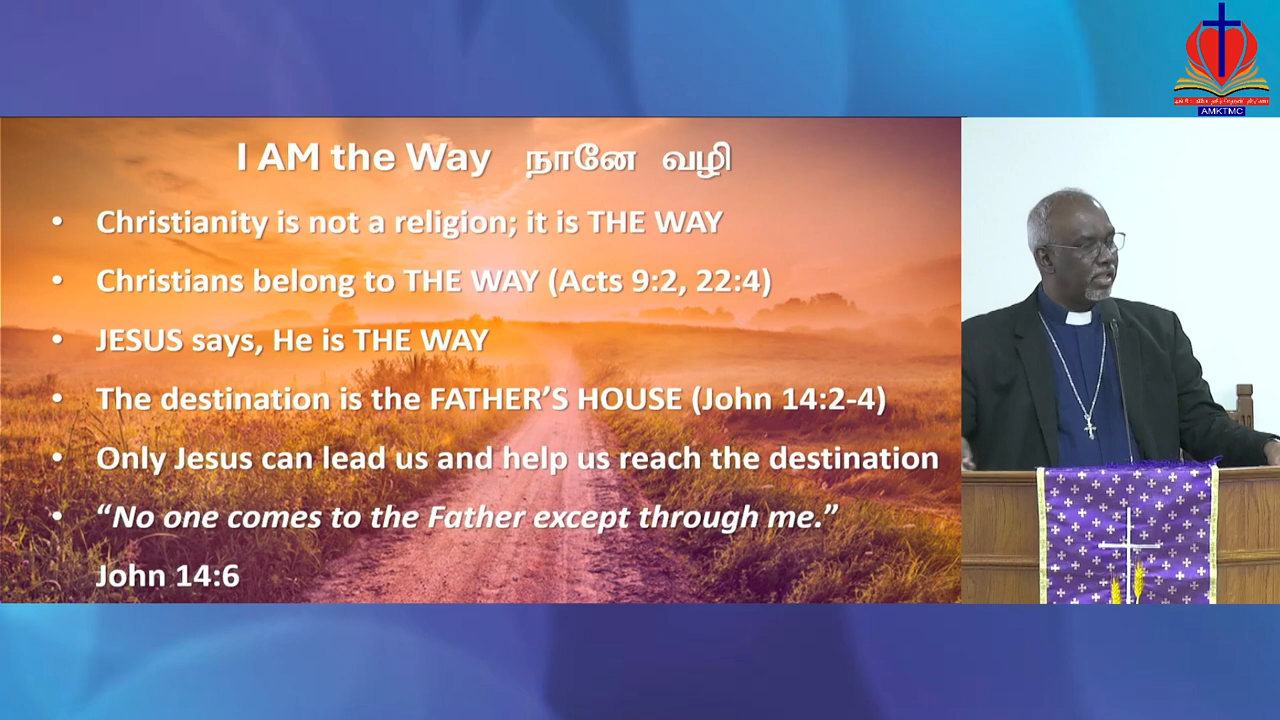 AMKTMC
I AM the Way நானே வழி
• Christianity is not a religion; it is THE WAY
• Christians belong to THE WAY (Acts 9:2, 22:4)
• JESUS says, He is THE WAY
• The destination is the FATHER’S HOUSE (John 14:2-4)
• Only Jesus can lead us and help us reach the destination
• “No one comes to the Father except through me.”
John 14:6